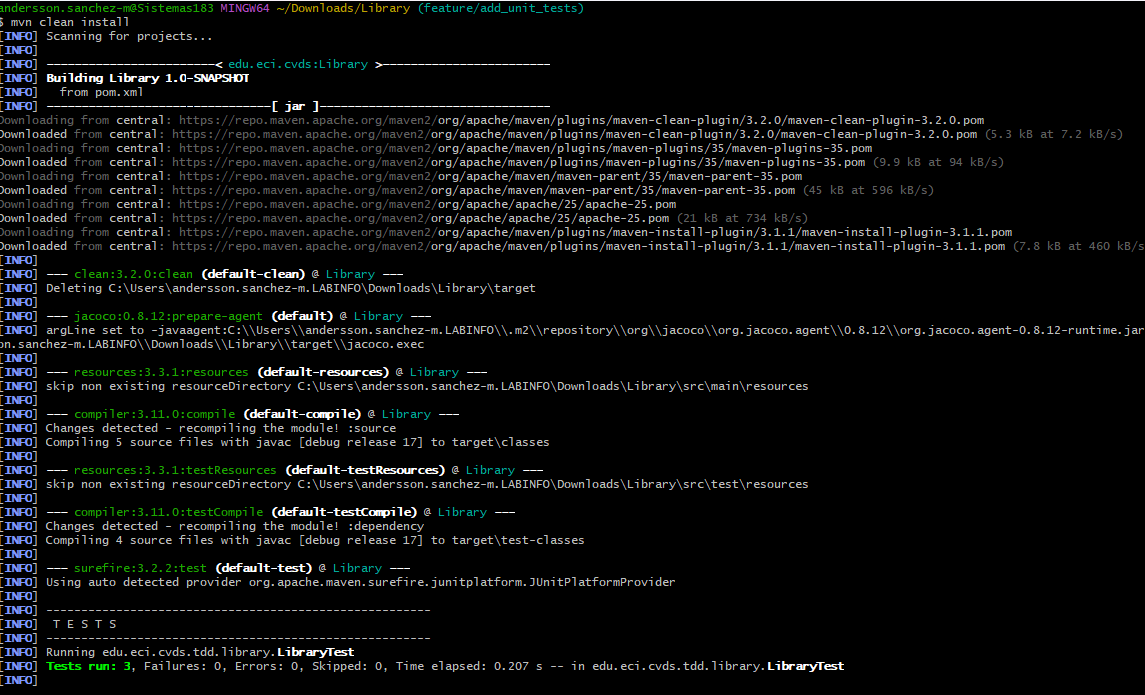 andersson.sanchez-m@Sistemas183 MINGW64 ~/Downloads/Library (feature/add_unit_tests)
$ mvn clean install
[INFO] Scanning for projects...
[INFO]
[INFO] ------------------------< edu.eci.cvds:Library >------------------------
[INFO] Building Library 1.0-SNAPSHOT
[INFO]   from pom.xml
[INFO] --------------------------------[ jar ]---------------------------------
Downloading from central: https://repo.maven.apache.org/maven2/org/apache/maven/plugins/maven-clean-plugin/3.2.0/maven-clean-plugin-3.2.0.pom
Downloaded from central: https://repo.maven.apache.org/maven2/org/apache/maven/plugins/maven-clean-plugin/3.2.0/maven-clean-plugin-3.2.0.pom (5.3 kB at 7.2 kB/s)
Downloading from central: https://repo.maven.apache.org/maven2/org/apache/maven/plugins/maven-plugins/35/maven-plugins-35.pom
Downloaded from central: https://repo.maven.apache.org/maven2/org/apache/maven/plugins/maven-plugins/35/maven-plugins-35.pom (9.9 kB at 94 kB/s)
Downloading from central: https://repo.maven.apache.org/maven2/org/apache/maven/maven-parent/35/maven-parent-35.pom
Downloaded from central: https://repo.maven.apache.org/maven2/org/apache/maven/maven-parent/35/maven-parent-35.pom (45 kB at 596 kB/s)
Downloading from central: https://repo.maven.apache.org/maven2/org/apache/apache/25/apache-25.pom
Downloaded from central: https://repo.maven.apache.org/maven2/org/apache/apache/25/apache-25.pom (21 kB at 734 kB/s)
Downloading from central: https://repo.maven.apache.org/maven2/org/apache/maven/plugins/maven-install-plugin/3.1.1/maven-install-plugin-3.1.1.pom
Downloaded from central: https://repo.maven.apache.org/maven2/org/apache/maven/plugins/maven-install-plugin/3.1.1/maven-install-plugin-3.1.1.pom (7.8 kB at 460 kB/s
[INFO]
[INFO] --- clean:3.2.0:clean (default-clean) @ Library ---
[INFO] Deleting C:\Users\andersson.sanchez-m.LABINFO\Downloads\Library\target
[INFO]
[INFO] --- jacoco:0.8.12:prepare-agent (default) @ Library ---
[INFO] argLine set to -javaagent:C:\\Users\\andersson.sanchez-m.LABINFO\\.m2\\repository\\org\\jacoco\\org.jacoco.agent\\0.8.12\\org.jacoco.agent-0.8.12-runtime.jar
on.sanchez-m.LABINFO\\Downloads\\Library\\target\\jacoco.exec
[INFO]
[INFO] --- resources:3.3.1:resources (default-resources) @ Library ---
[INFO] skip non existing resourceDirectory C:\Users\andersson.sanchez-m.LABINFO\Downloads\Library\src\main\resources
[INFO]
[INFO] --- compiler:3.11.0:compile (default-compile) @ Library ---
[INFO] Changes detected - recompiling the module! :source
[INFO] Compiling 5 source files with javac [debug release 17] to target\classes
[INFO]
[INFO] --- resources:3.3.1:testResources (default-testResources) @ Library ---
[INFO] skip non existing resourceDirectory C:\Users\andersson.sanchez-m.LABINFO\Downloads\Library\src\test\resources
[INFO]
[INFO] --- compiler:3.11.0:testCompile (default-testCompile) @ Library ---
[INFO] Changes detected - recompiling the module! :dependency
[INFO] Compiling 4 source files with javac [debug release 17] to target\test-classes
[INFO]
[INFO] --- surefire:3.2.2:test (default-test) @ Library ---
[INFO] Using auto detected provider org.apache.maven.surefire.junitplatform.JUnitPlatformProvider
[INFO]
[INFO] -------------------------------------------------------
[INFO]  T E S T S
[INFO] -------------------------------------------------------
[INFO] Running edu.eci.cvds.tdd.library.LibraryTest
[INFO] Tests run: 3, Failures: 0, Errors: 0, Skipped: 0, Time elapsed: 0.207 s -- in edu.eci.cvds.tdd.library.LibraryTest
[INFO]